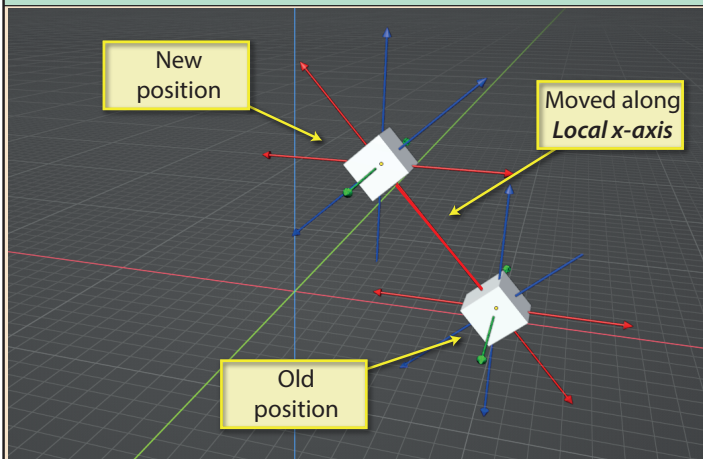 New
position
Moved along
Local x-axis
Old
position